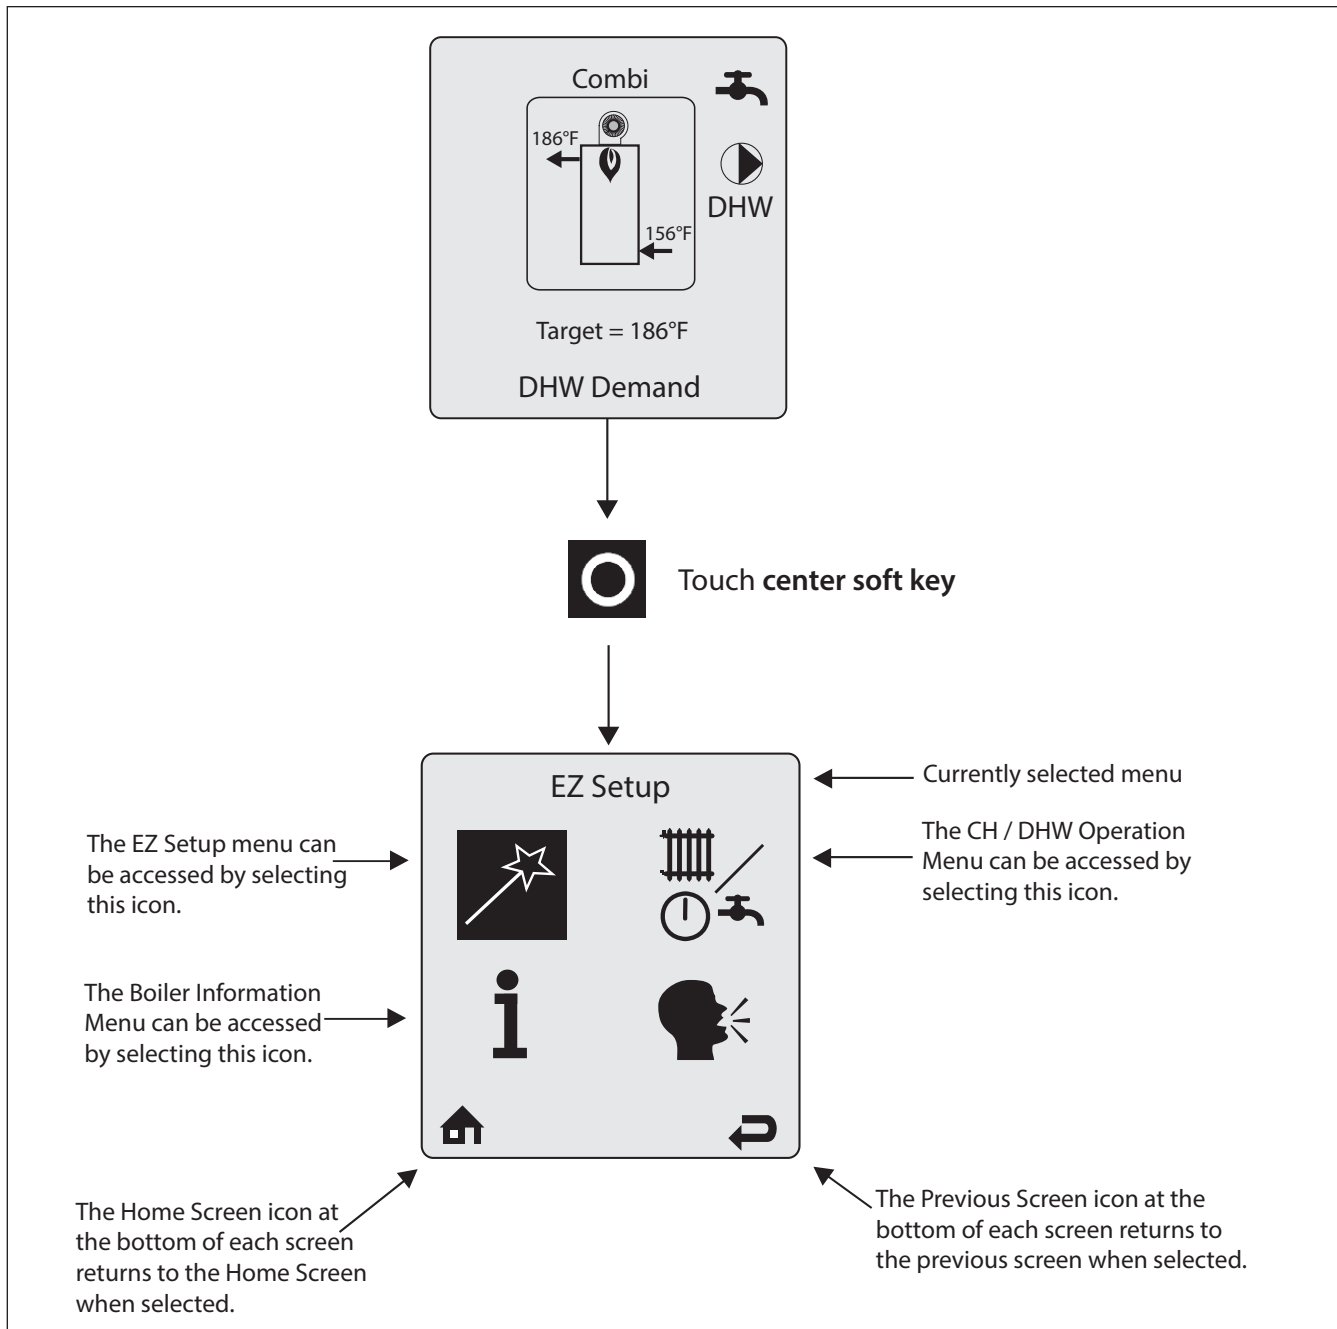 Combi
186°F
DHW
156°F
Target = 186°F
DHW Demand
Touch center soft key
EZ Setup
Currently selected menu
The EZ Setup menu can
be accessed by selecting
this icon.
The CH / DHW Operation
Menu can be accessed by
selecting this icon.
The Boiler Information
Menu can be accessed
by selecting this icon.
The Home Screen icon at
the bottom of each screen
returns to the Home Screen
when selected.
The Previous Screen icon at the
bottom of each screen returns to
the previous screen when selected.